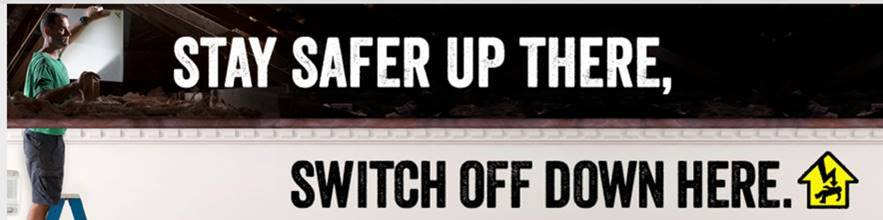 STAY SAFER UP THERE,
SWITCH OFF DOWN HERE.